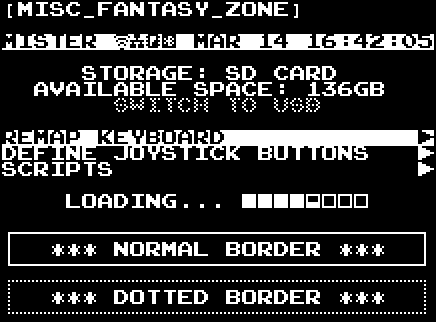 [MISC_FANTASY_ZONE]
MISTER MAR 14 16:42:05
STORAGE: SD CARD
AVAILABLE SPACE: 136GB
SWITCH TO USB
REMAP KEYBOARD
DEFINE JOYSTICK BUTTONS
SCRIPTS
LOADING...
*** NORMAL BORDER ***
*** DOTTED BORDER ***